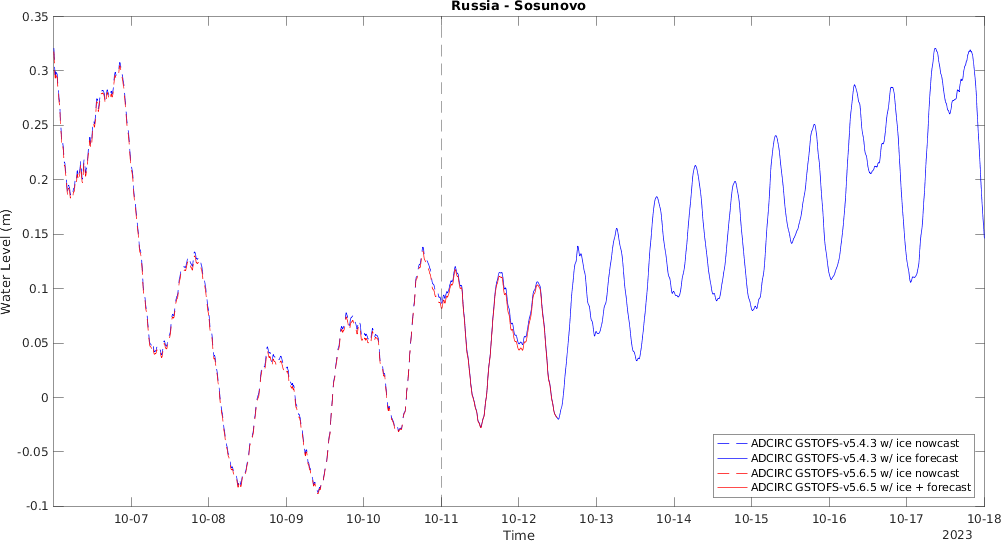 Russia - Sosunovo
0.35
0.3
0.25
0.2
0.15
0.1
0.05
0
-0.05
-0.1
Water Level (m)
10-07 10-08 10-09 10-10 10-11 10-12 10-13 10-14 10-15 10-16 10-17 10-18
Time
2023
ADCIRC GSTOFS-v5.4.3 w/ ice nowcast
ADCIRC GSTOFS-v5.4.3 w/ ice forecast
ADCIRC GSTOFS-v5.6.5 w/ ice nowcast
ADCIRC GSTOFS-v5.6.5 w/ ice + forecast